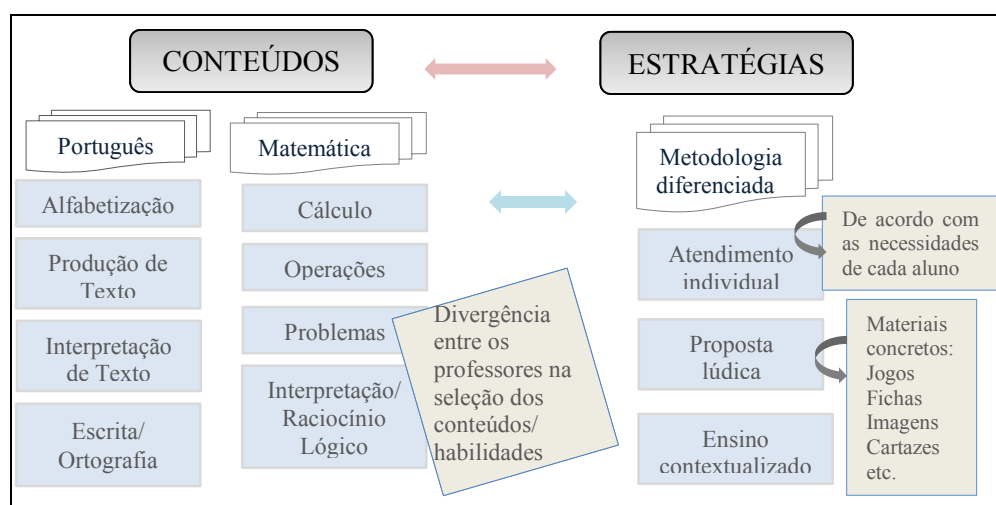 CONTEÚDOS
ESTRATÉGIAS
Português
Alfabetização
Produção de
Texto
Interpretação
de Texto
Escrita/
Ortografia
Matemática
Cálculo
Operações
Problemas
Interpretação/
Raciocínio
Lógico
Divergência
entre os
professores na
seleção dos
conteúdos/
habilidades
Metodologia
diferenciada
Atendimento
individual
De acordo com
as necessidades
de cada aluno
Proposta
lúdica
Materiais
concretos:
Jogos
Fichas
Imagens
Cartazes
etc.
Ensino
contextualizado